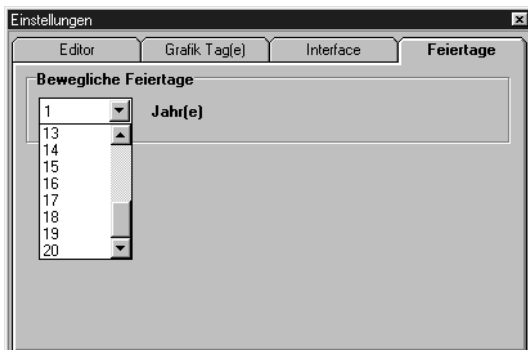 Einstellungen
Editor Grafik Tag(e) Interface Feiertage
Bewegliche Feiertage
1 Jahr(e)
13
14
15
16
17
18
19
20